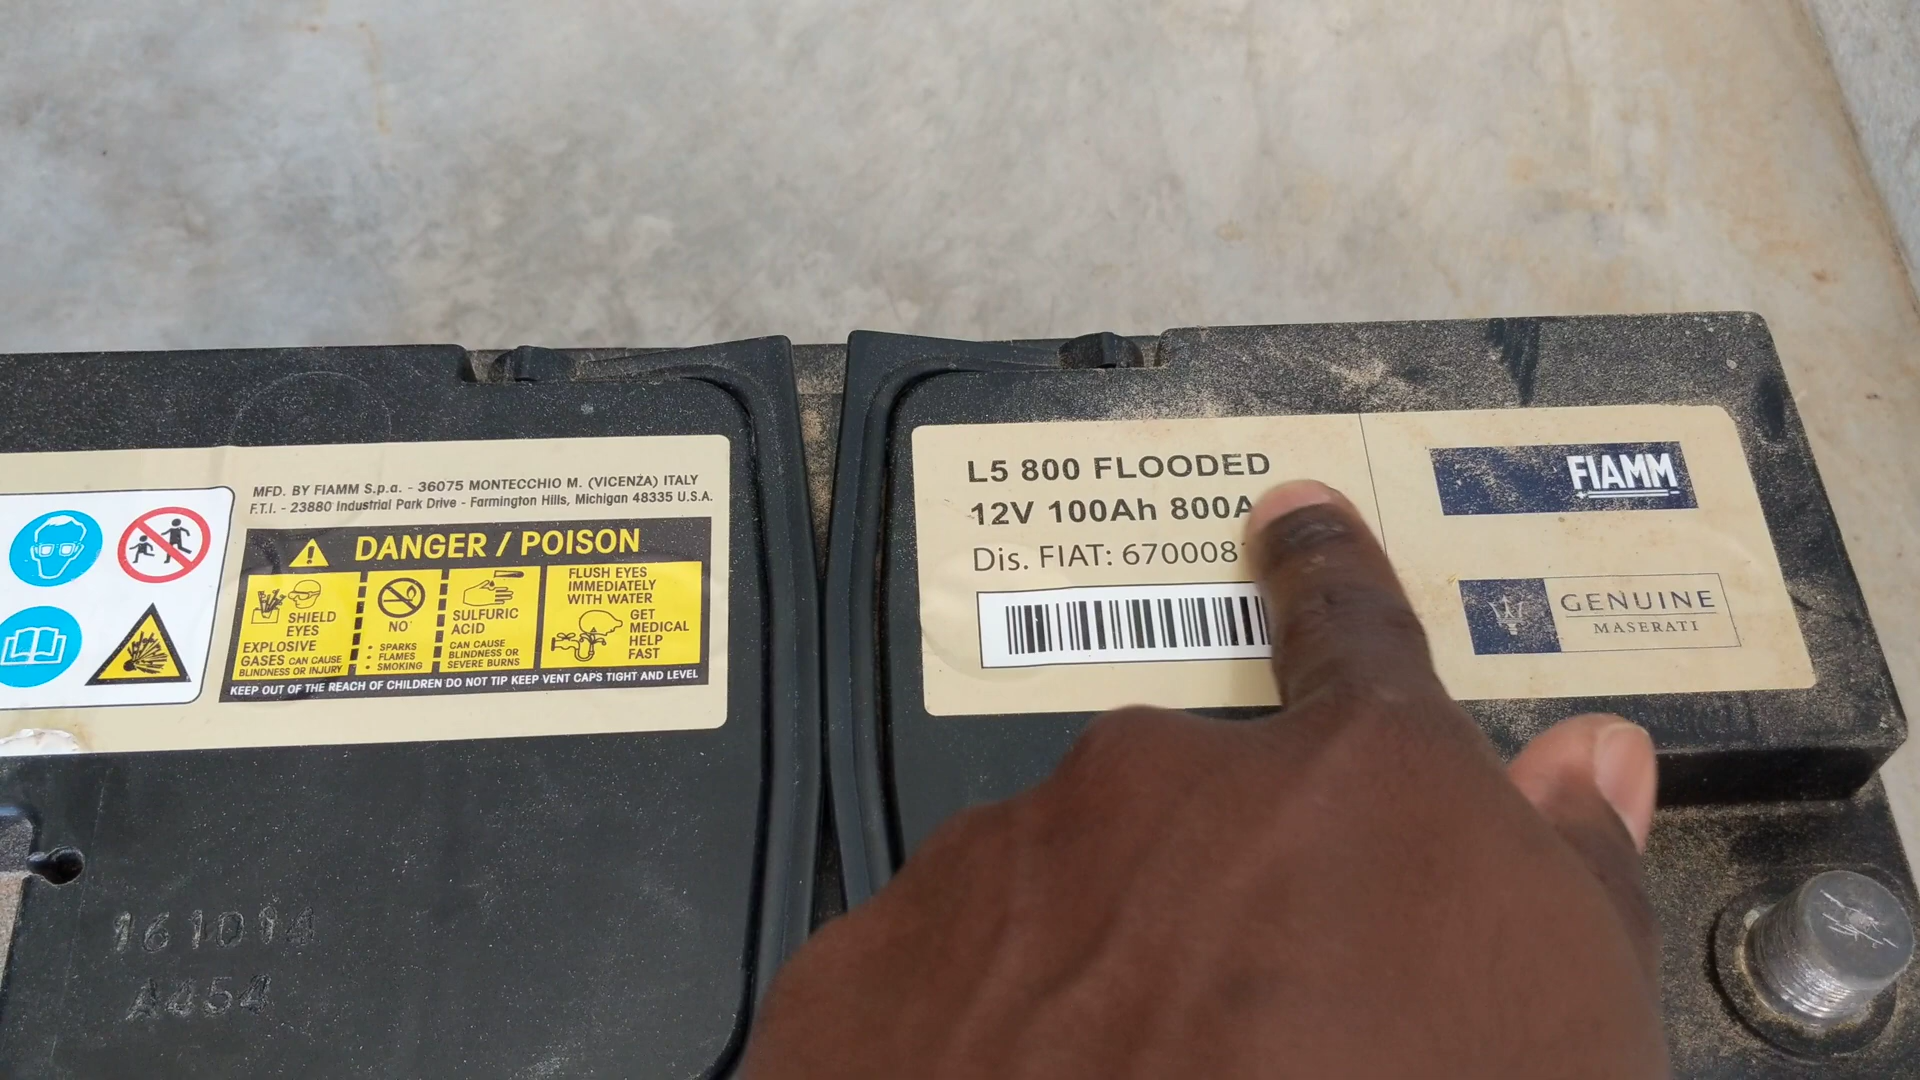 MFD. BY FIAMM S.p.a. - 36075 MONTECCHIO M. (VICENZA) ITALY
F.T.I. - 23880 Industrial Park Drive - Farmington Hills, Michigan 48335 U.S.A.
DANGER / POISON
SHIELD
EYES
EXPLOSIVE
GASES CAN CAUSE
BLINDNESS OR INJURY
NO
• SPARKS
• FLAMES
• SMOKING
SULFURIC
ACID
CAN CAUSE
BLINDNESS OR
SEVERE BURNS
FLUSH EYES
IMMEDIATELY
WITH WATER
GET
MEDICAL
HELP
FAST
KEEP OUT OF THE REACH OF CHILDREN DO NOT TIP KEEP VENT CAPS TIGHT AND LEVEL
161014
A454
L5 800 FLOODED
12V 100Ah 800A
Dis. FIAT:
FIAMM
GENUINE
MASERATI